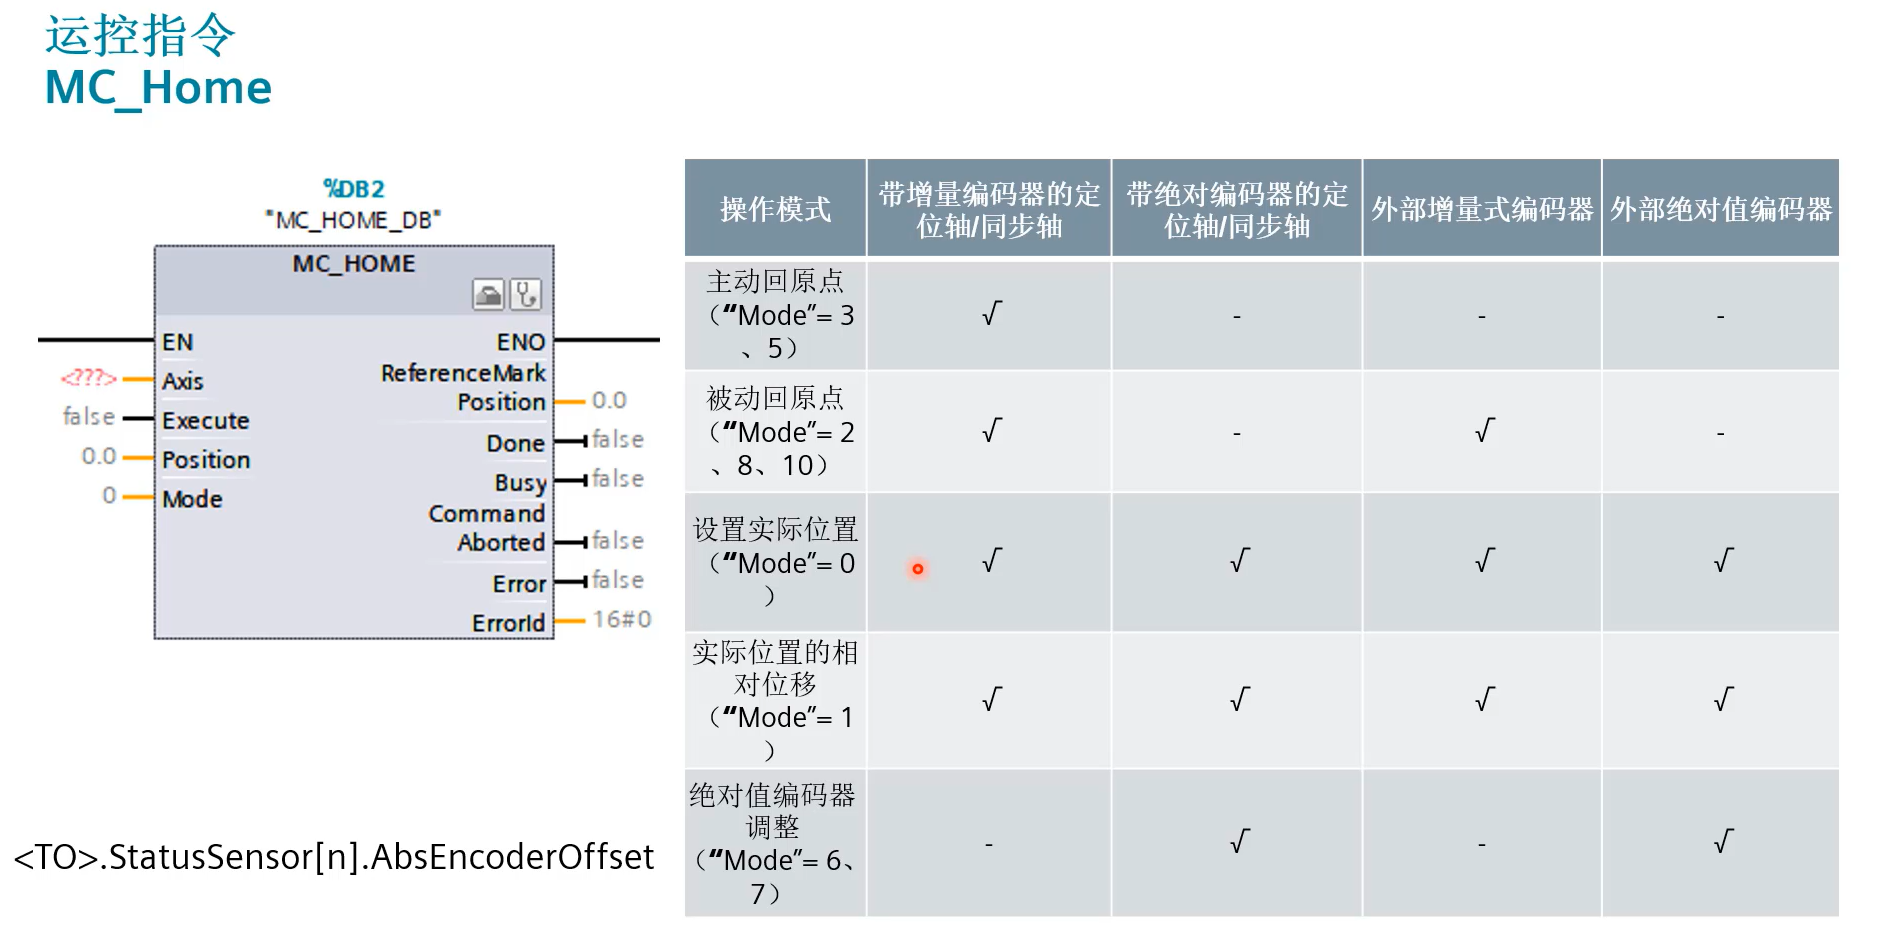 运控指令
MC_Home
%DB2
"MC_HOME_DB"
MC_HOME
EN
ENO
<???>
Axis
ReferenceMark
Position
0.0
false
Execute
Done
false
0.0
Position
Busy
false
0
Mode
Command
Aborted
false
Error
false
ErrorId
16#0
<TO>.StatusSensor[n].AbsEncoderOffset
操作模式
带增量编码器的定
位轴/同步轴
带绝对编码器的定
位轴/同步轴
外部增量式编码器
外部绝对值编码器
主动回原点
（“Mode”= 3
、5）
√
-
-
-
被动回原点
（“Mode”= 2
、8、10）
√
-
√
-
设置实际位置
（“Mode”= 0
）
√
√
√
√
实际位置的相
对位移
（“Mode”= 1
）
√
√
√
√
绝对值编码器
调整
（“Mode”= 6、
7）
-
√
-
√